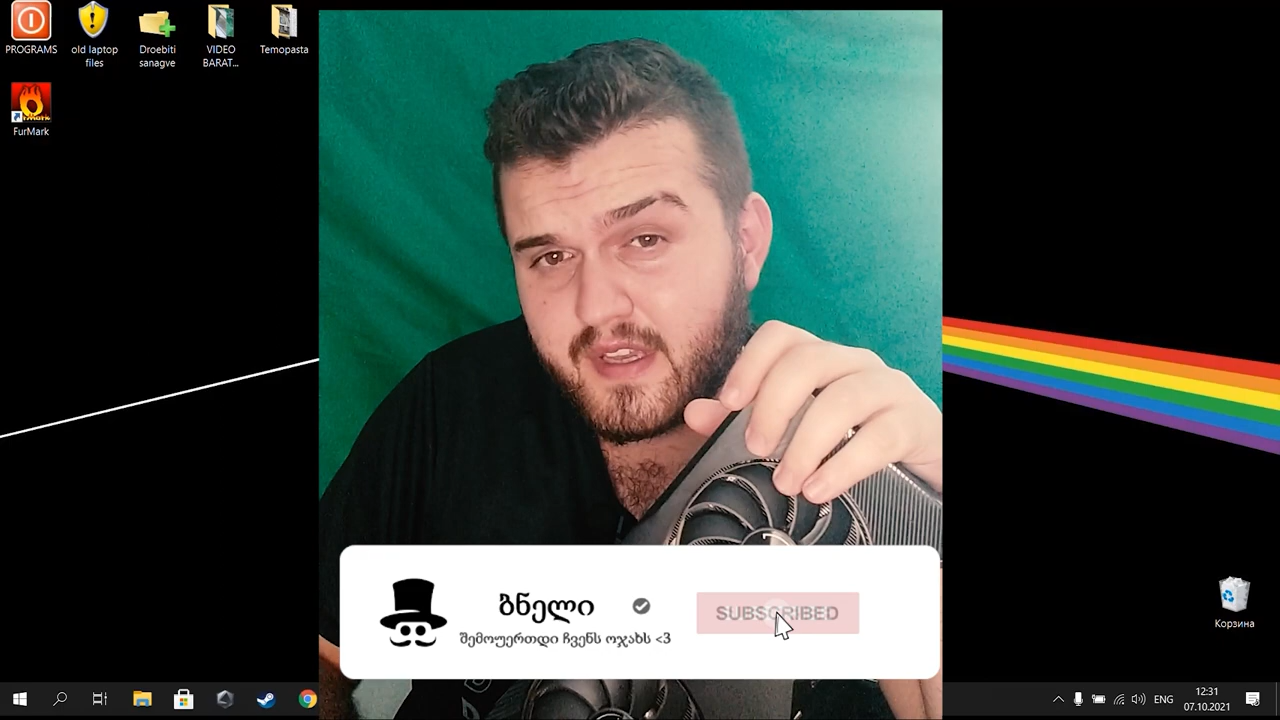 PROGRAMS
old laptop
files
Droebiti
sanagve
VIDEO
BARAT...
Temopasta
FurMark
ბნელი
შემოუერთდი ჩვენს ოჯახს <3
SUBSCRIBED
Корзина
ENG
12:31
07.10.2021